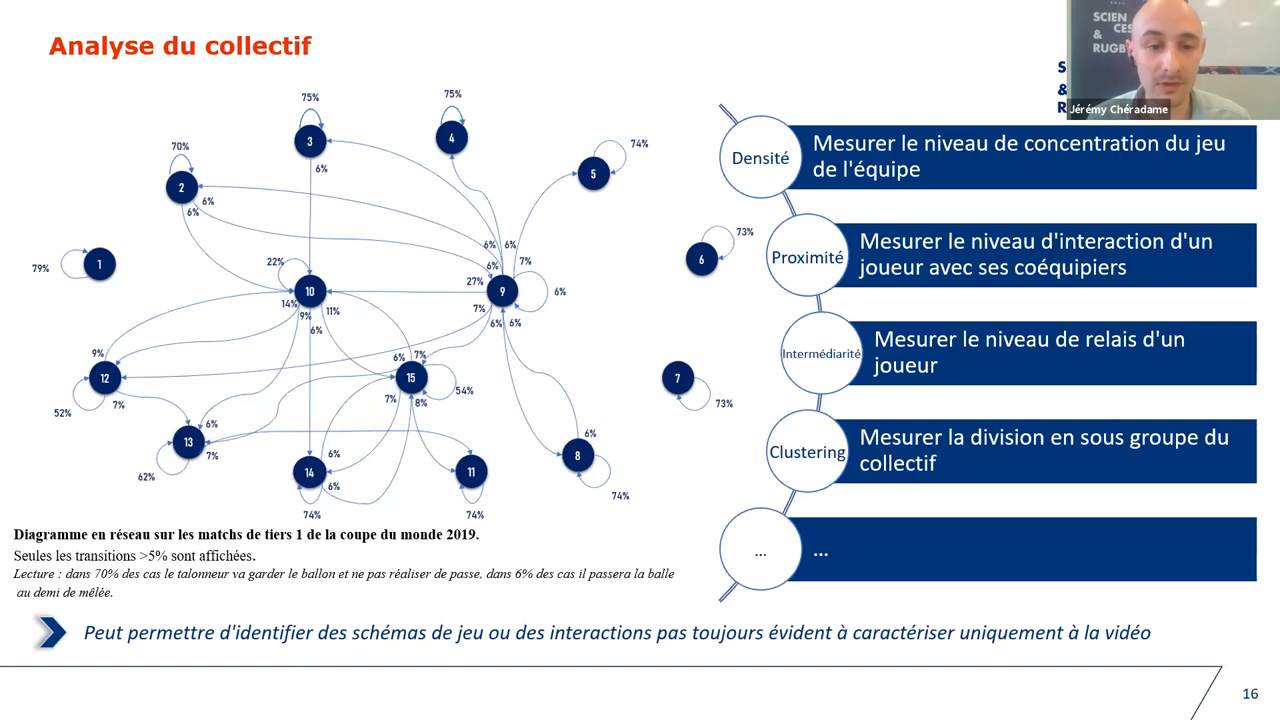 Analyse du collectif
SCIEN
CES
&
RUGB
S
&
R
Jérémy Chéradame
75%
3
6%
75%
4
74%
5
70%
2
6%
6%
79%
1
22%
10
14%
9%
6%
11%
6%
6%
6%
7%
27%
9
6%
7%
6%
6%
73%
6
9%
12
52%
7%
6%
7%
15
54%
7%
8%
7
73%
6%
13
7%
62%
6%
14
6%
74%
11
74%
6%
8
74%
Densité
Mesurer le niveau de concentration du jeu
de l'équipe
Proximité
Mesurer le niveau d'interaction d'un
joueur avec ses coéquipiers
Intermédiarité
Mesurer le niveau de relais d'un
joueur
Clustering
Mesurer la division en sous groupe du
collectif
...
...
Diagramme en réseau sur les matchs de tiers 1 de la coupe du monde 2019.
Seules les transitions >5% sont affichées.
Lecture : dans 70% des cas le talonneur va garder le ballon et ne pas réaliser de passe, dans 6% des cas il passera la balle
au demi de mêlée.
Peut permettre d'identifier des schémas de jeu ou des interactions pas toujours évident à caractériser uniquement à la vidéo
16